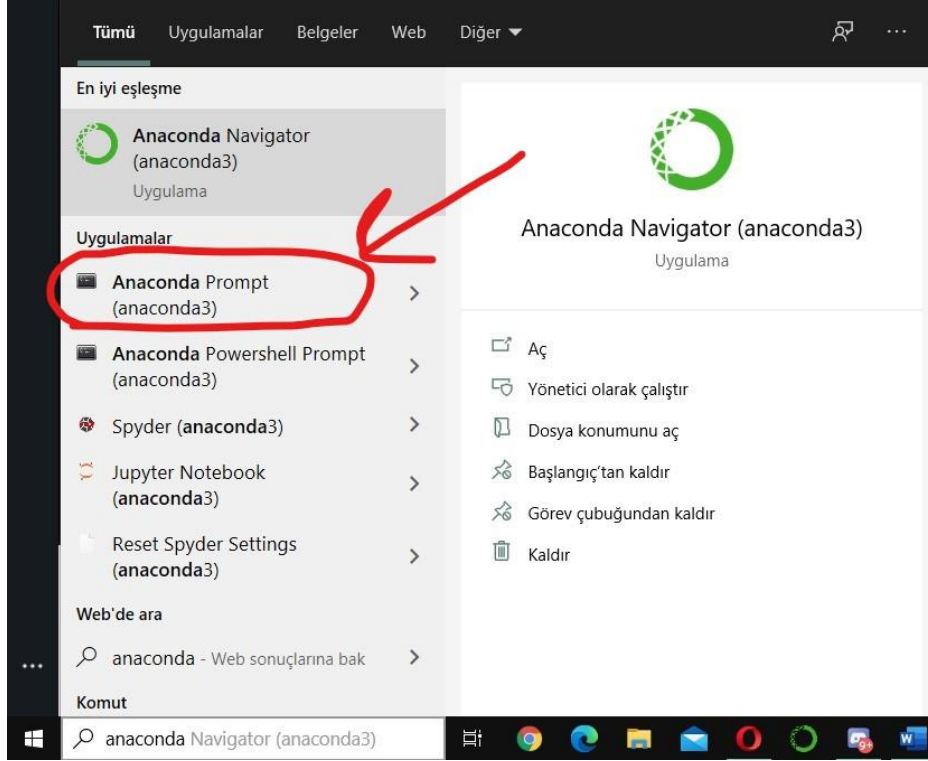 Tümü Uygulamalar Belgeler Web Diğer
En iyi eşleşme
Anaconda Navigator
(anaconda3)
Uygulama
Uygulamalar
Anaconda Prompt
(anaconda3)
Anaconda Powershell Prompt
(anaconda3)
Spyder (anaconda3)
Jupyter Notebook
(anaconda3)
Reset Spyder Settings
(anaconda3)
Web'de ara
anaconda - Web sonuçlarına bak
Komut
anaconda Navigator (anaconda3)
Anaconda Navigator (anaconda3)
Uygulama
Aç
Yönetici olarak çalıştır
Dosya konumunu aç
Başlangıç'tan kaldır
Görev çubuğundan kaldır
Kaldır
9+
W